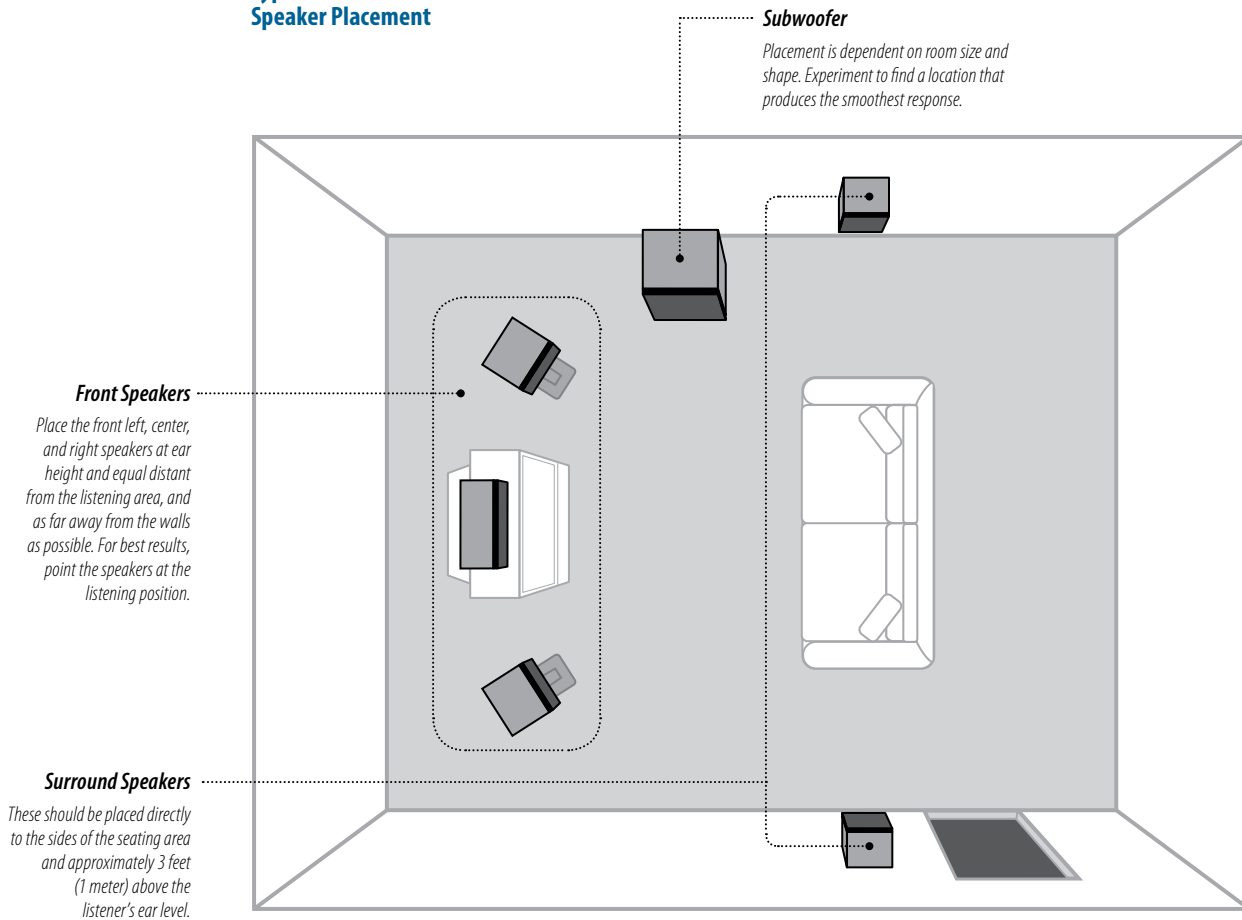 Speaker Placement
Subwoofer
Placement is dependent on room size and
shape. Experiment to find a location that
produces the smoothest response.
Front Speakers
Place the front left, center,
and right speakers at ear
height and equal distant
from the listening area, and
as far away from the walls
as possible. For best results,
point the speakers at the
listening position.
Surround Speakers
These should be placed directly
to the sides of the seating area
and approximately 3 feet
(1 meter) above the
listener's ear level.